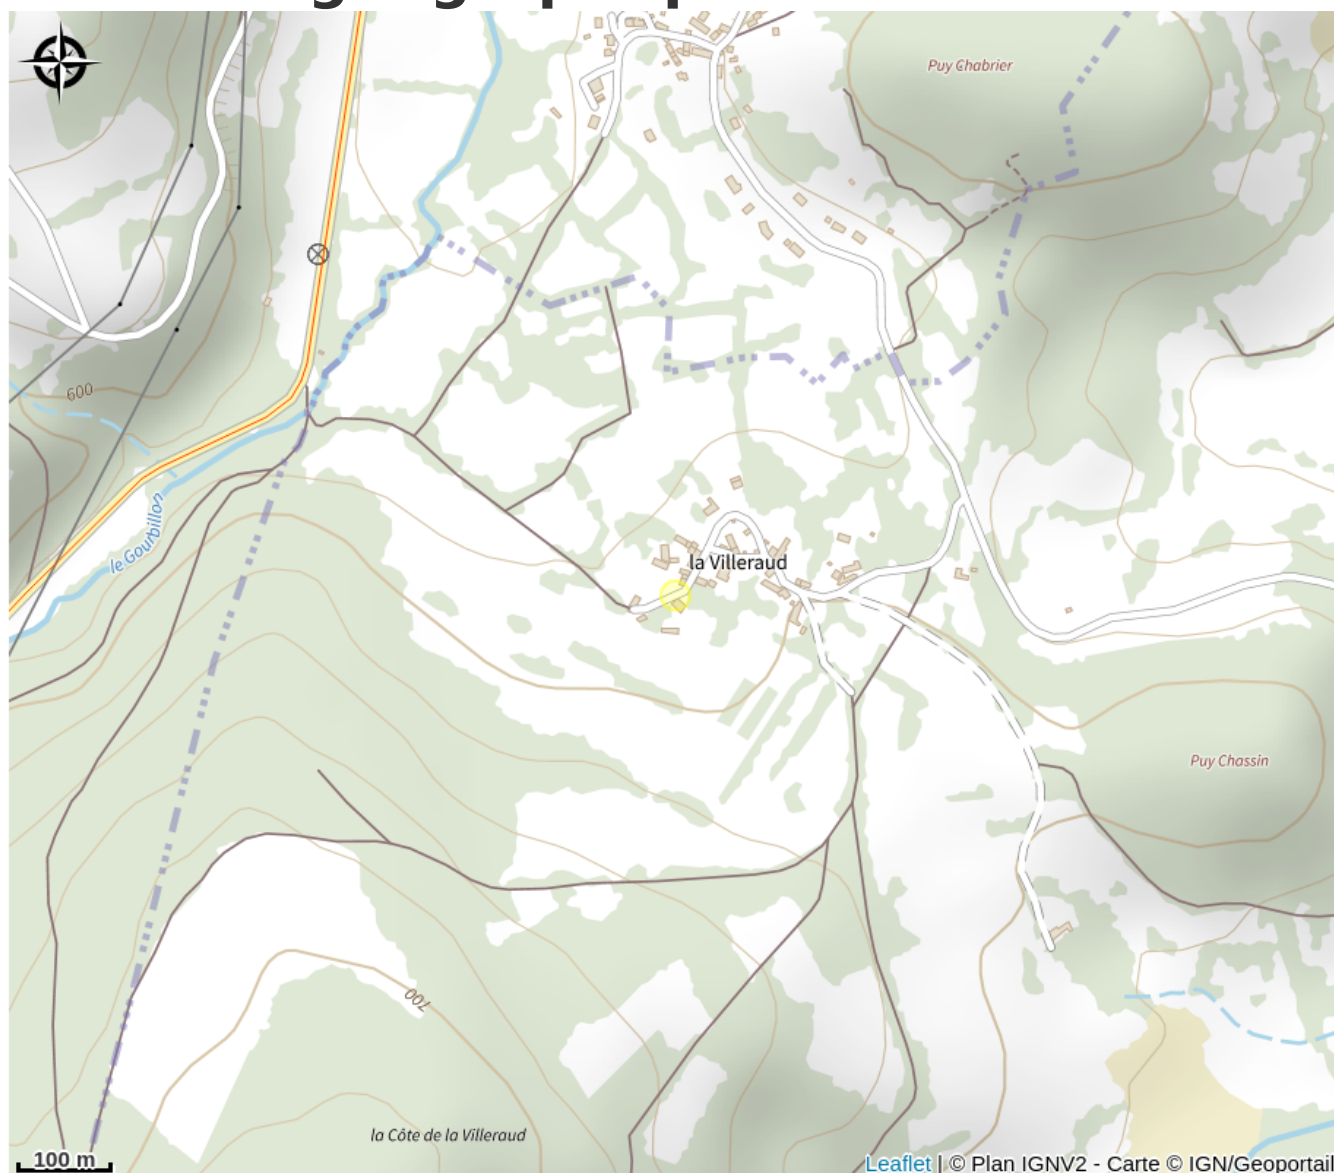 Puy Chabrier
600
le Gourbillon
la Villeraud
Puy Chassin
700
la Côte de la Villeraud
100 m
Leaflet | © Plan IGNV2 - Carte © IGN/Geoportail